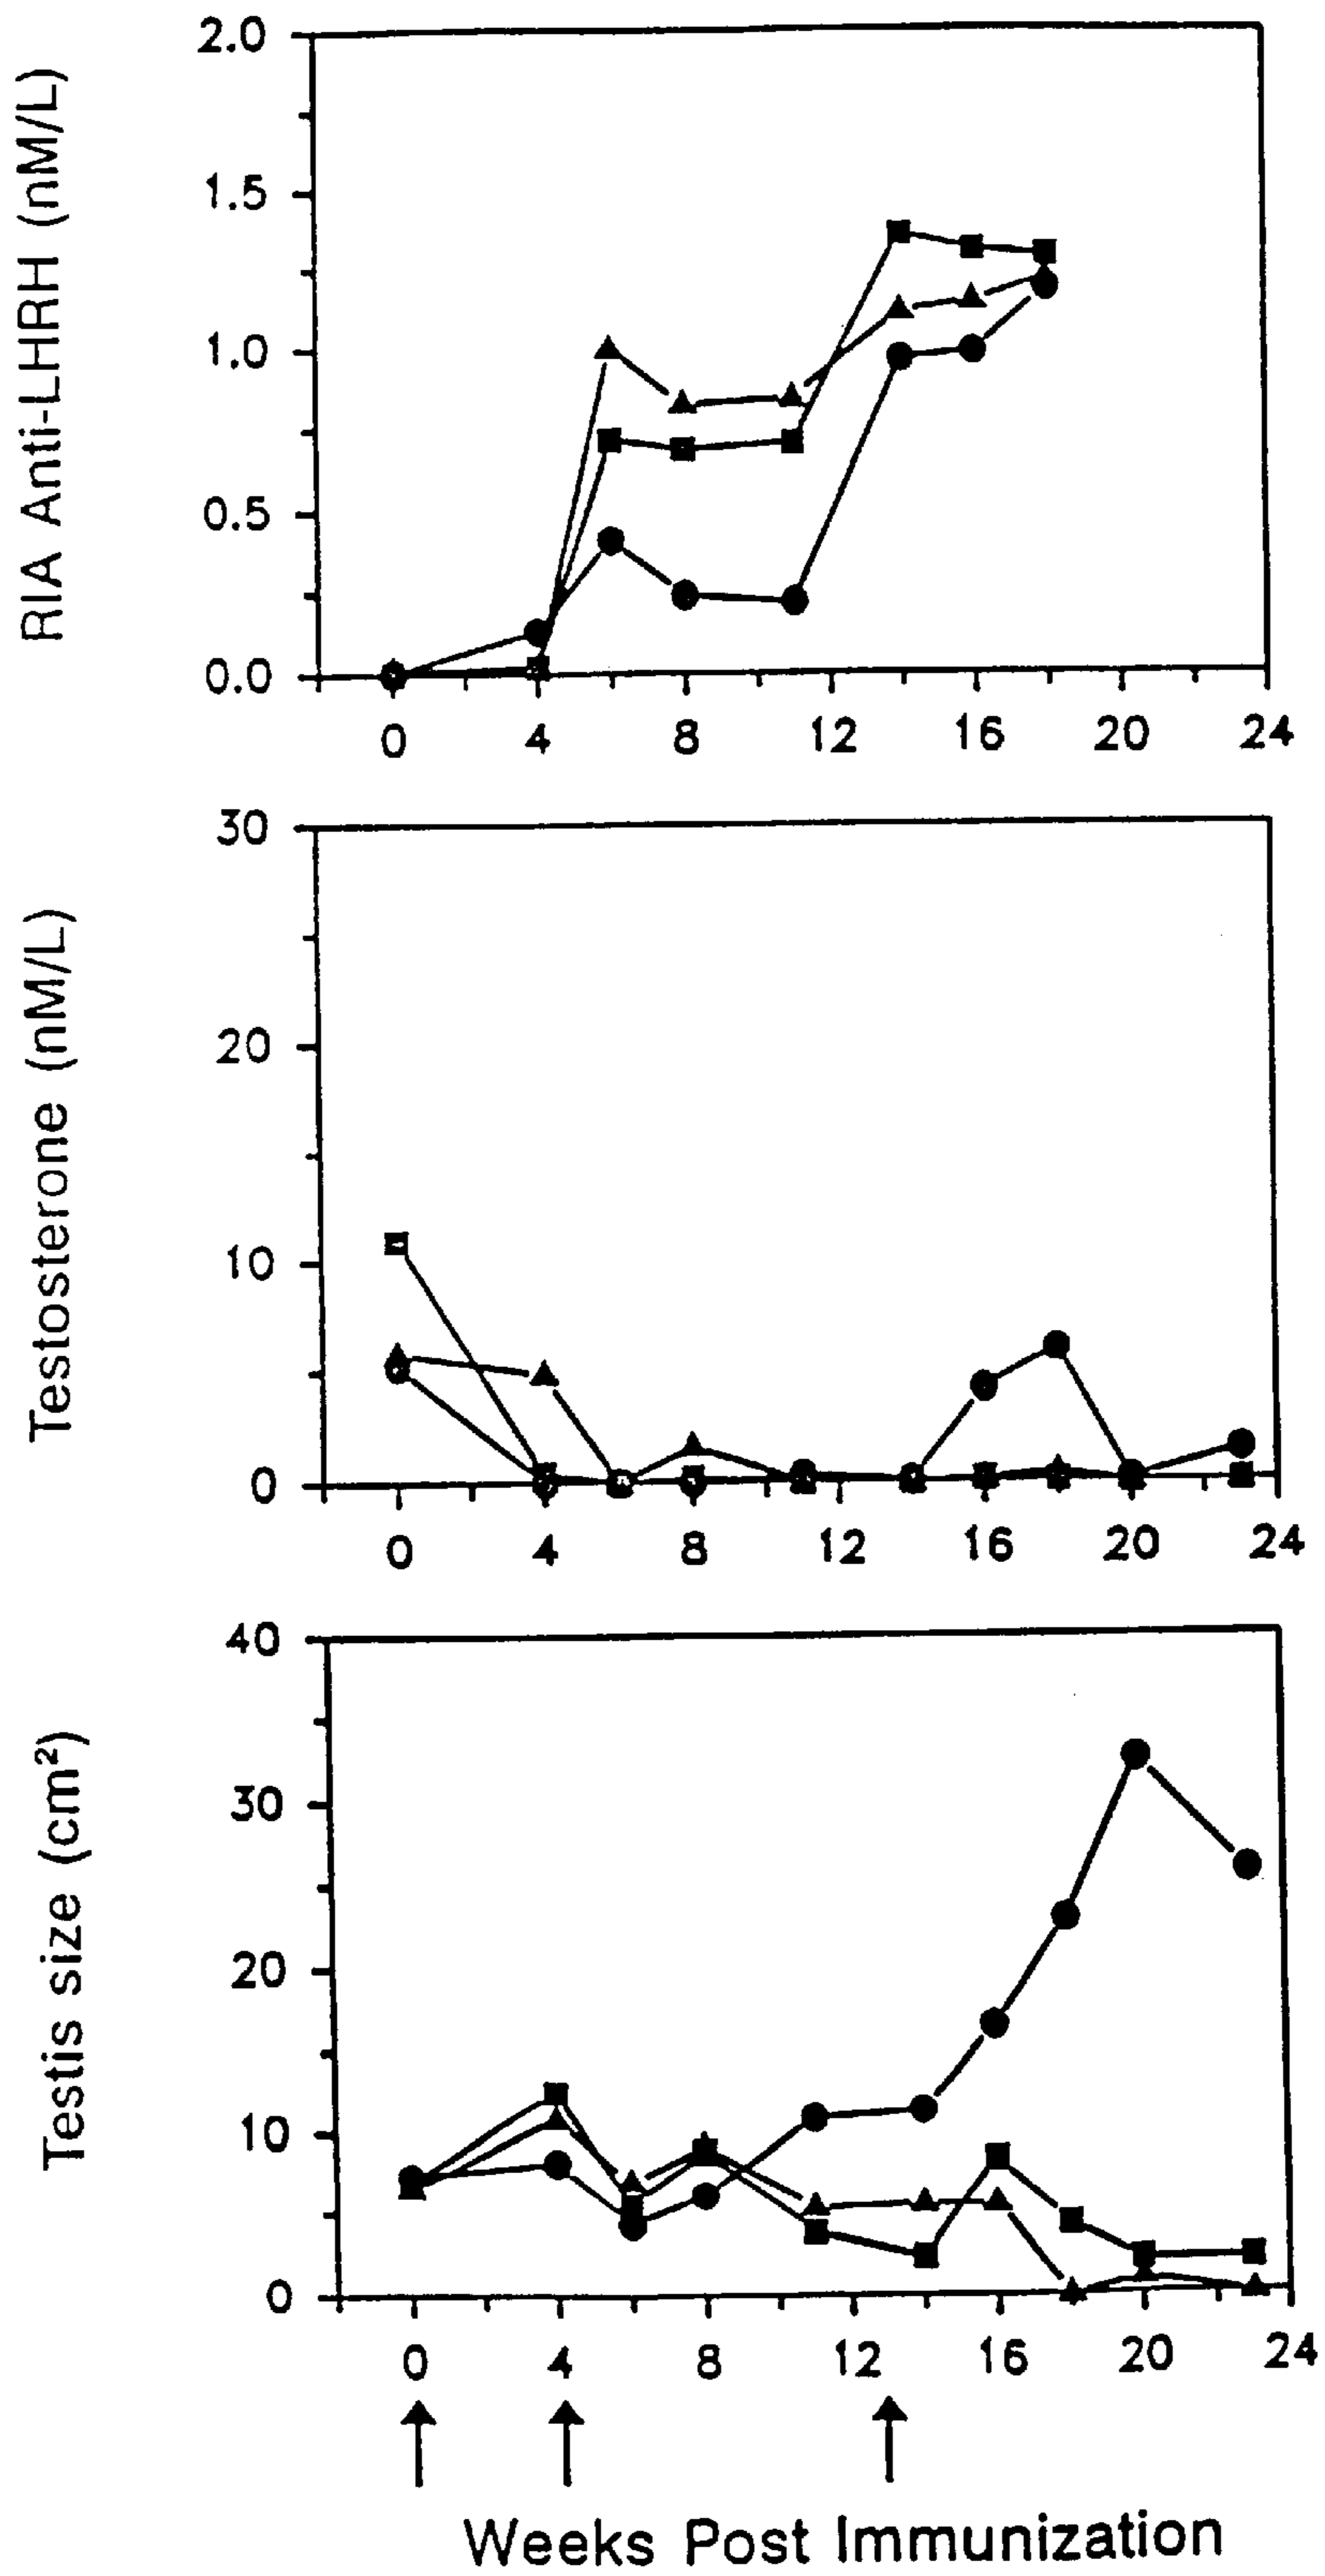 RIA Anti-LHRH (nM/L)
2.0
1.5
1.0
0.5
0.0
0 4 8 12 16 20 24
Testosterone (nM/L)
30
20
10
0
0 4 8 12 16 20 24
Testis size (cm²)
40
30
20
10
0
0 4 8 12 16 20 24
Weeks Post Immunization